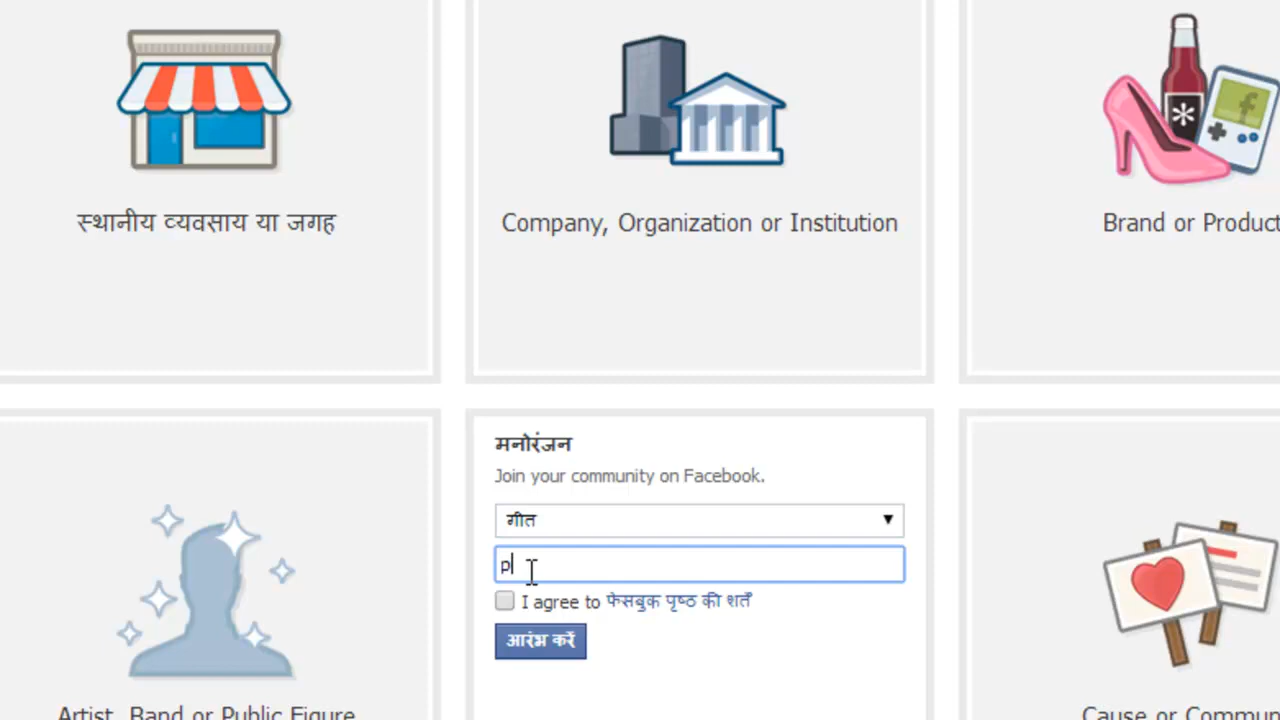 स्थानीय व्यवसाय या जगह
Company, Organization or Institution
Brand or Product
मनोरंजन
Join your community on Facebook.
गीत
p
I agree to फेसबुक पृष्ठ की शर्तें
आरंभ करें
Artist, Band or Public Figure
Cause or Commun